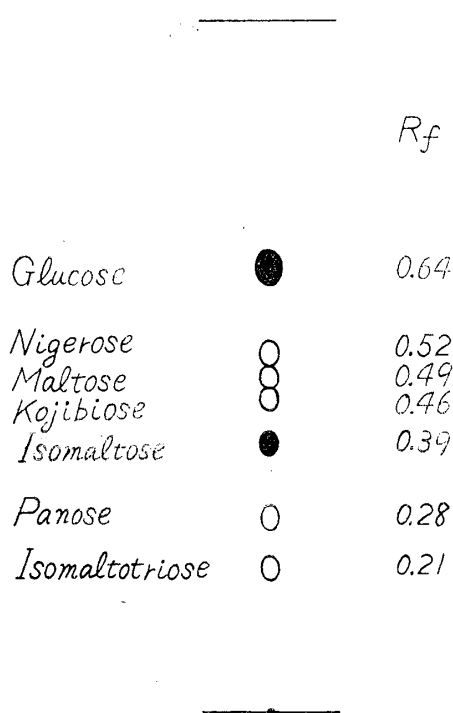 Rf
Glucose 0.64
Nigerose 0.52
Maltose 0.49
Kojibiose 0.46
Isomaltose 0.39
Panose 0.28
Isomaltotriose 0.21